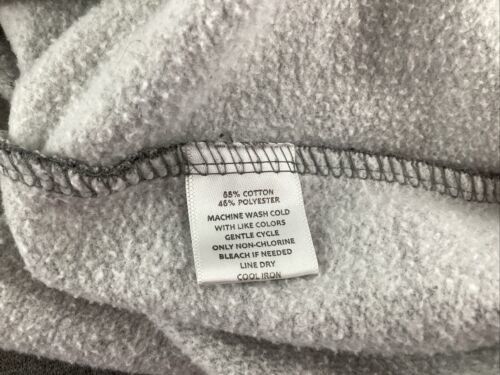 55% COTTON
45% POLYESTER
MACHINE WASH COLD
WITH LIKE COLORS
GENTLE CYCLE
ONLY NON-CHLORINE
BLEACH IF NEEDED
LINE DRY
COOL IRON